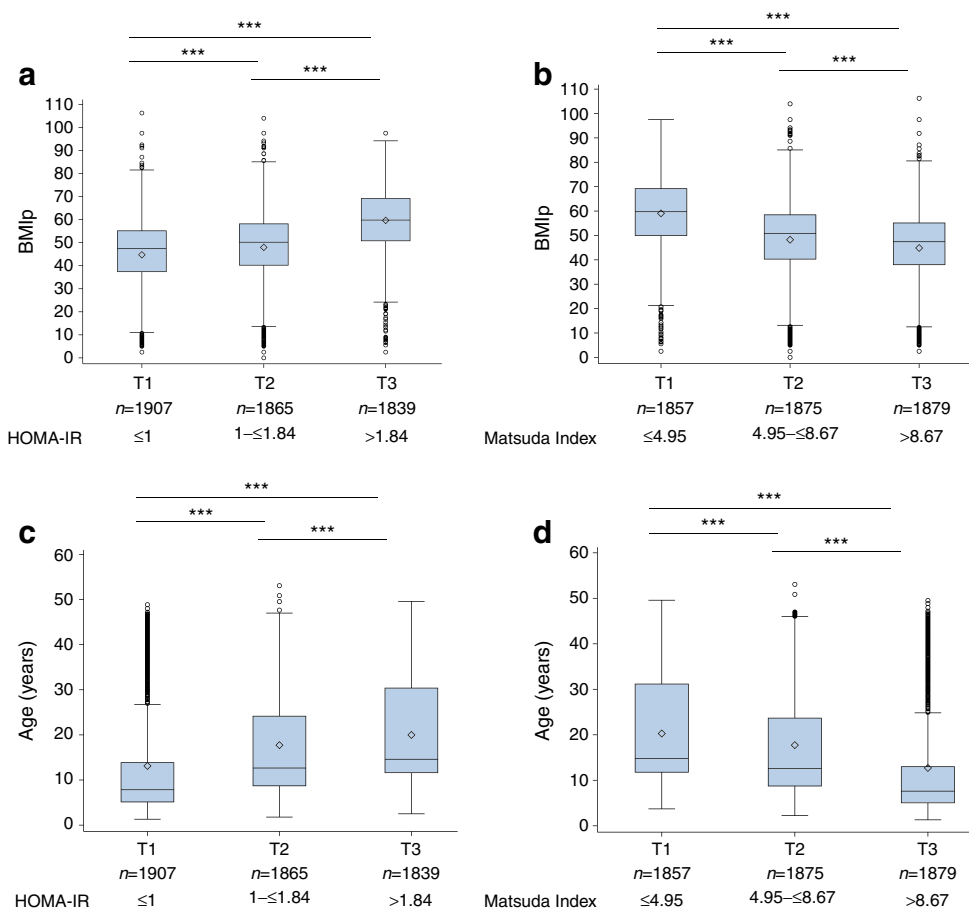 ***
***
***
a
BMIp
110
100
90
80
70
60
50
40
30
20
10
0
T1 T2 T3
n=1907 n=1865 n=1839
HOMA-IR ≤1 1–≤1.84 >1.84
***
***
***
b
BMIp
110
100
90
80
70
60
50
40
30
20
10
0
T1 T2 T3
n=1857 n=1875 n=1879
Matsuda Index ≤4.95 4.95–≤8.67 >8.67
***
***
***
c
Age (years)
60
50
40
30
20
10
0
T1 T2 T3
n=1907 n=1865 n=1839
HOMA-IR ≤1 1–≤1.84 >1.84
***
***
***
d
Age (years)
60
50
40
30
20
10
0
T1 T2 T3
n=1857 n=1875 n=1879
Matsuda Index ≤4.95 4.95–≤8.67 >8.67